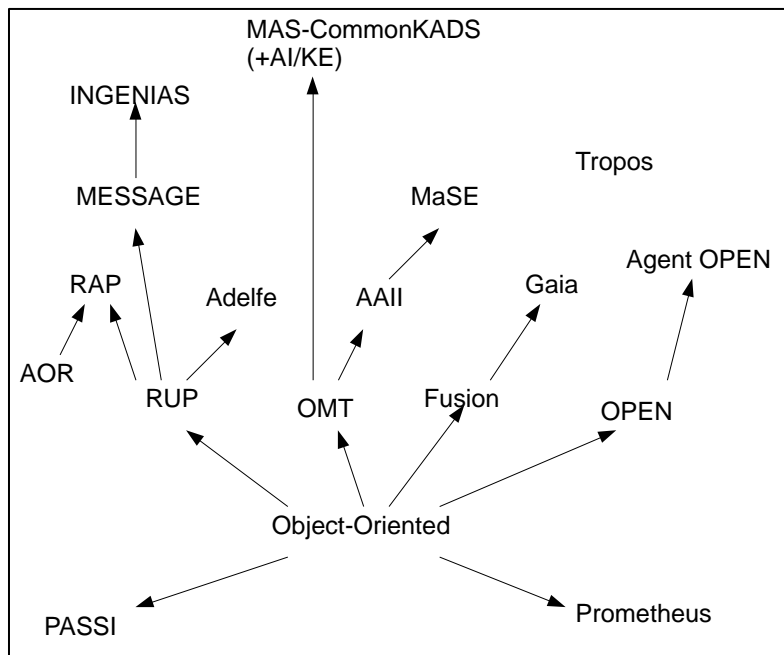 MAS-CommonKADS
(+AI/KE)
INGENIAS
Tropos
MESSAGE
MaSE
Agent OPEN
RAP
Adelfe
AAII
Gaia
AOR
RUP
OMT
Fusion
OPEN
Object-Oriented
PASSI
Prometheus